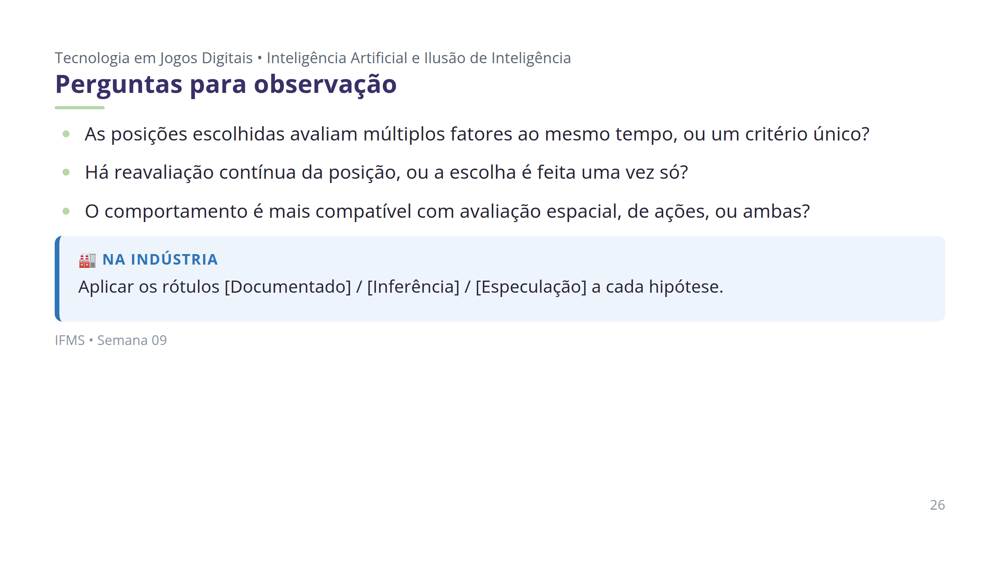 Tecnologia em Jogos Digitais • Inteligência Artificial e Ilusão de Inteligência
Perguntas para observação
• As posições escolhidas avaliam múltiplos fatores ao mesmo tempo, ou um critério único?
• Há reavaliação contínua da posição, ou a escolha é feita uma vez só?
• O comportamento é mais compatível com avaliação espacial, de ações, ou ambas?
🏭 NA INDÚSTRIA
Aplicar os rótulos [Documentado] / [Inferência] / [Especulação] a cada hipótese.
IFMS • Semana 09
26